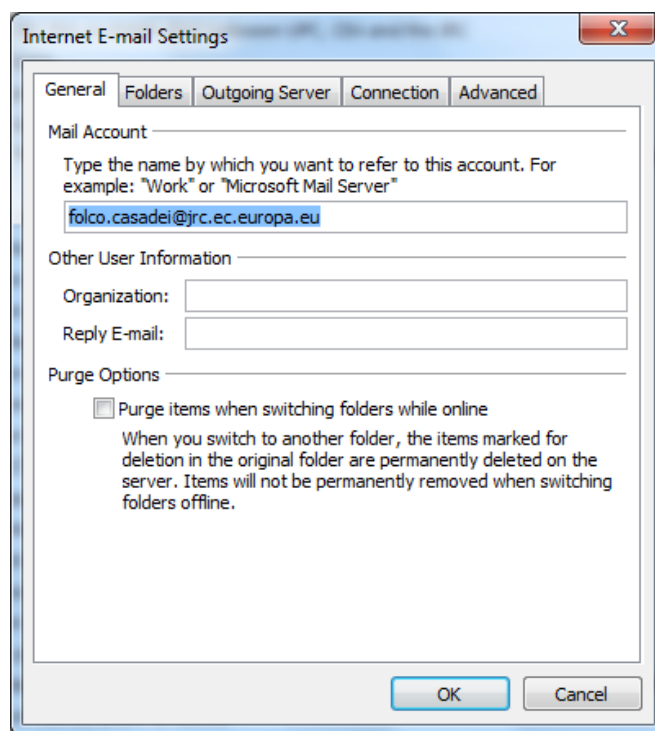 Internet E-mail Settings
General Folders Outgoing Server Connection Advanced
Mail Account
Type the name by which you want to refer to this account. For
example: "Work" or "Microsoft Mail Server"
folco.casadei@jrc.ec.europa.eu
Other User Information
Organization:
Reply E-mail:
Purge Options
Purge items when switching folders while online
When you switch to another folder, the items marked for
deletion in the original folder are permanently deleted on the
server. Items will not be permanently removed when switching
folders offline.
OK Cancel